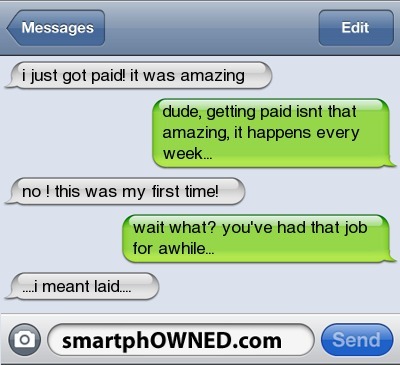 Messages
Edit
i just got paid! it was amazing
dude, getting paid isnt that
amazing, it happens every
week...
no ! this was my first time!
wait what? you've had that job
for awhile...
....i meant laid....
smartphOWNED.com
Send